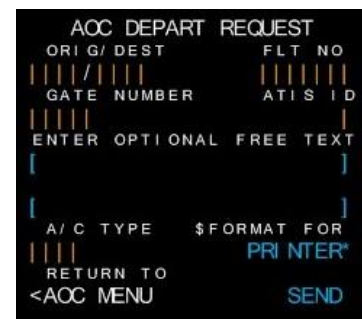 AOC DEPART REQUEST
ORIG/DEST FLT NO
||||/|||| |||||||
GATE NUMBER ATIS ID
||||| |
ENTER OPTIONAL FREE TEXT
[ ]
[ ]
A/C TYPE $FORMAT FOR
|||| PRINTER*
RETURN TO
<AOC MENU SEND